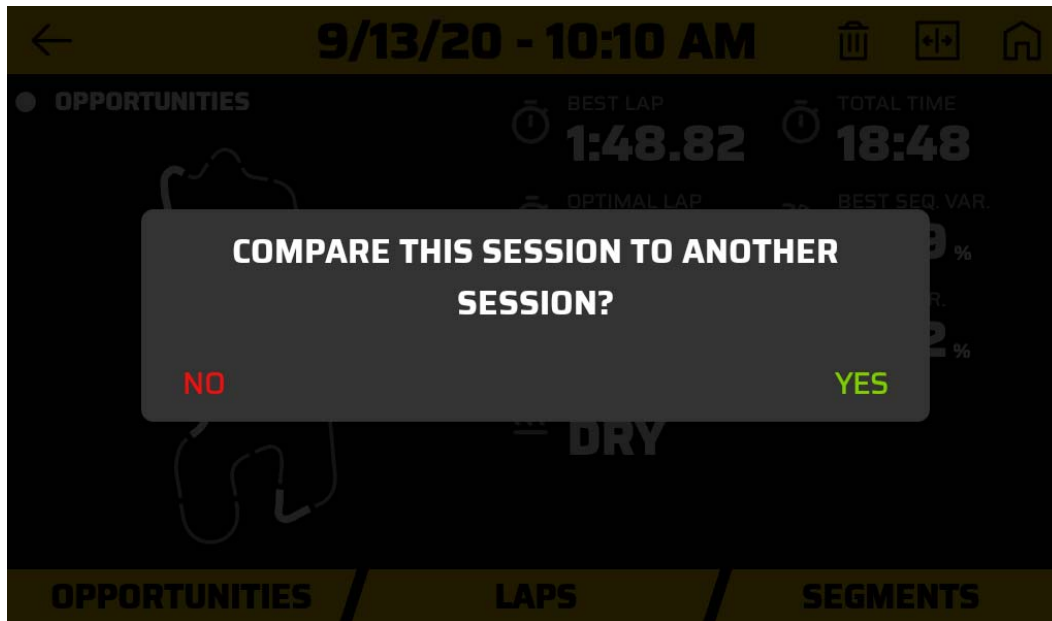 9/13/20 - 10:10 AM
OPPORTUNITIES
BEST LAP
1:48.82
TOTAL TIME
18:48
OPTIMAL LAP
BEST SEQ. VAR.
%
COMPARE THIS SESSION TO ANOTHER
SESSION?
%
NO
YES
DRY
OPPORTUNITIES
LAPS
SEGMENTS